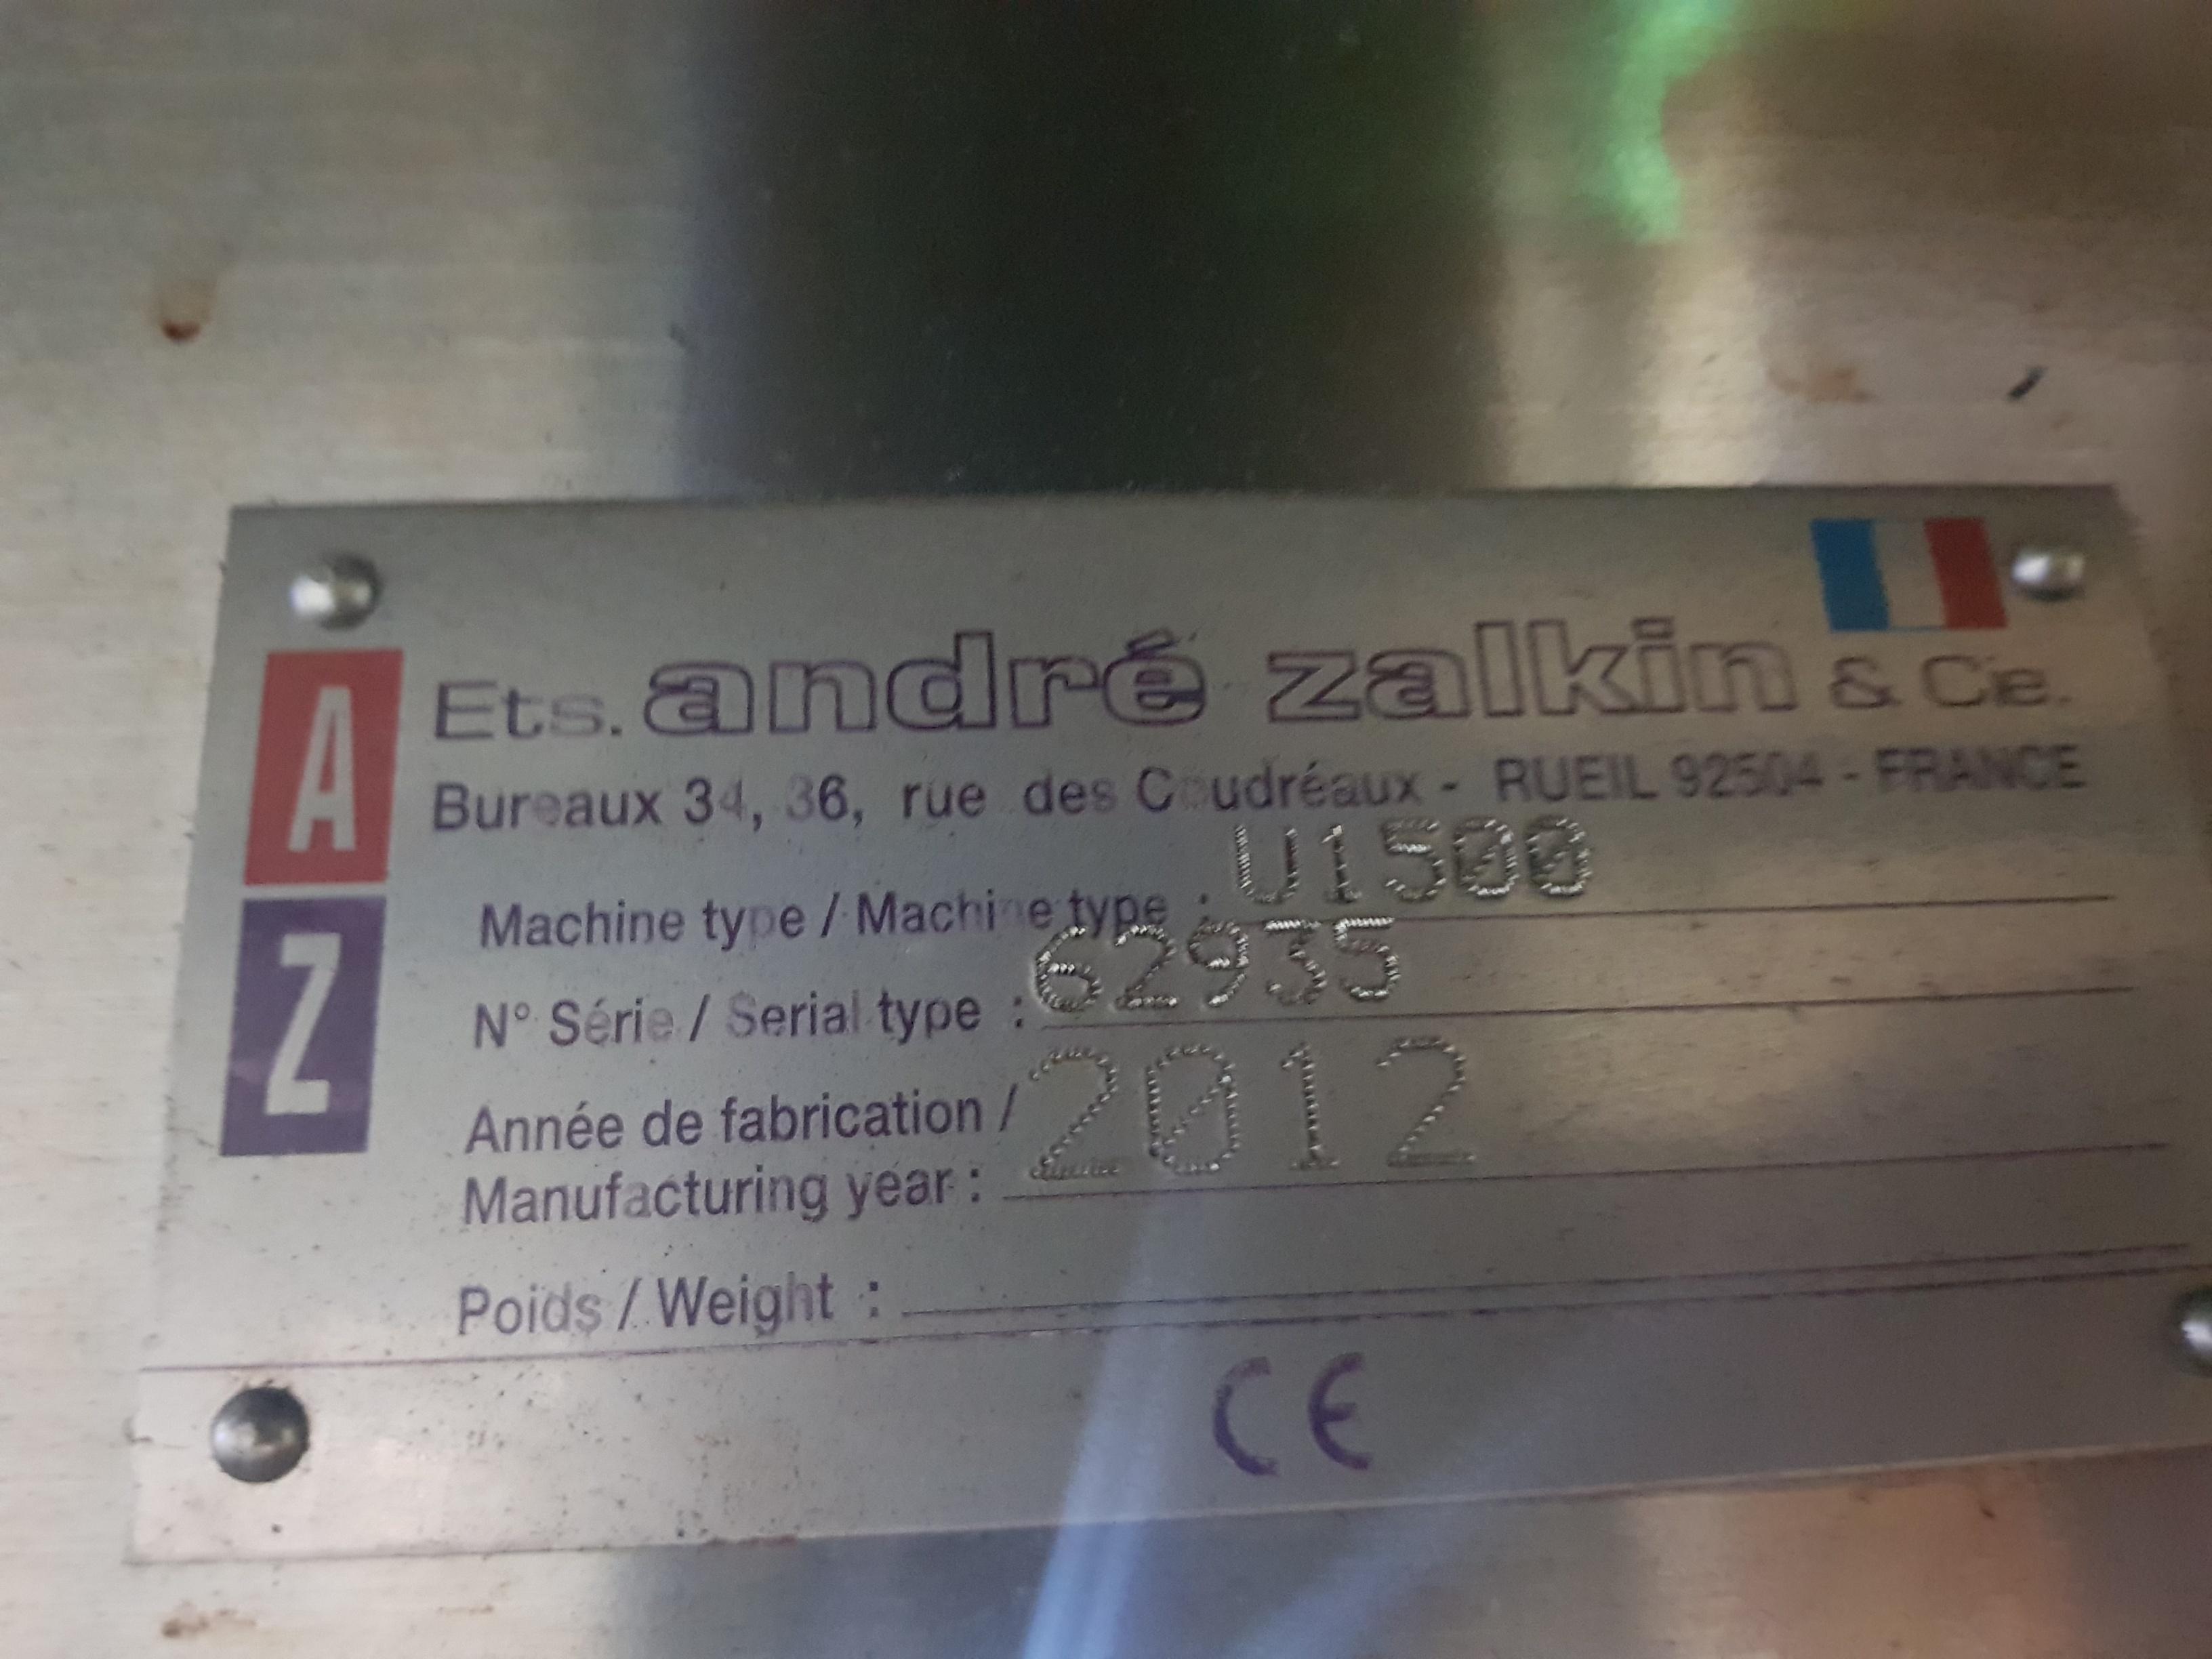 A
Z
Ets. andré zalkin & Cie.
Bureaux 34, 36, rue des Coudréaux - RUEIL 92504 - FRANCE
Machine type / Machine type : U1500
N° Série / Serial type : 62935
Année de fabrication / 2012
Manufacturing year :
Poids / Weight :
CE